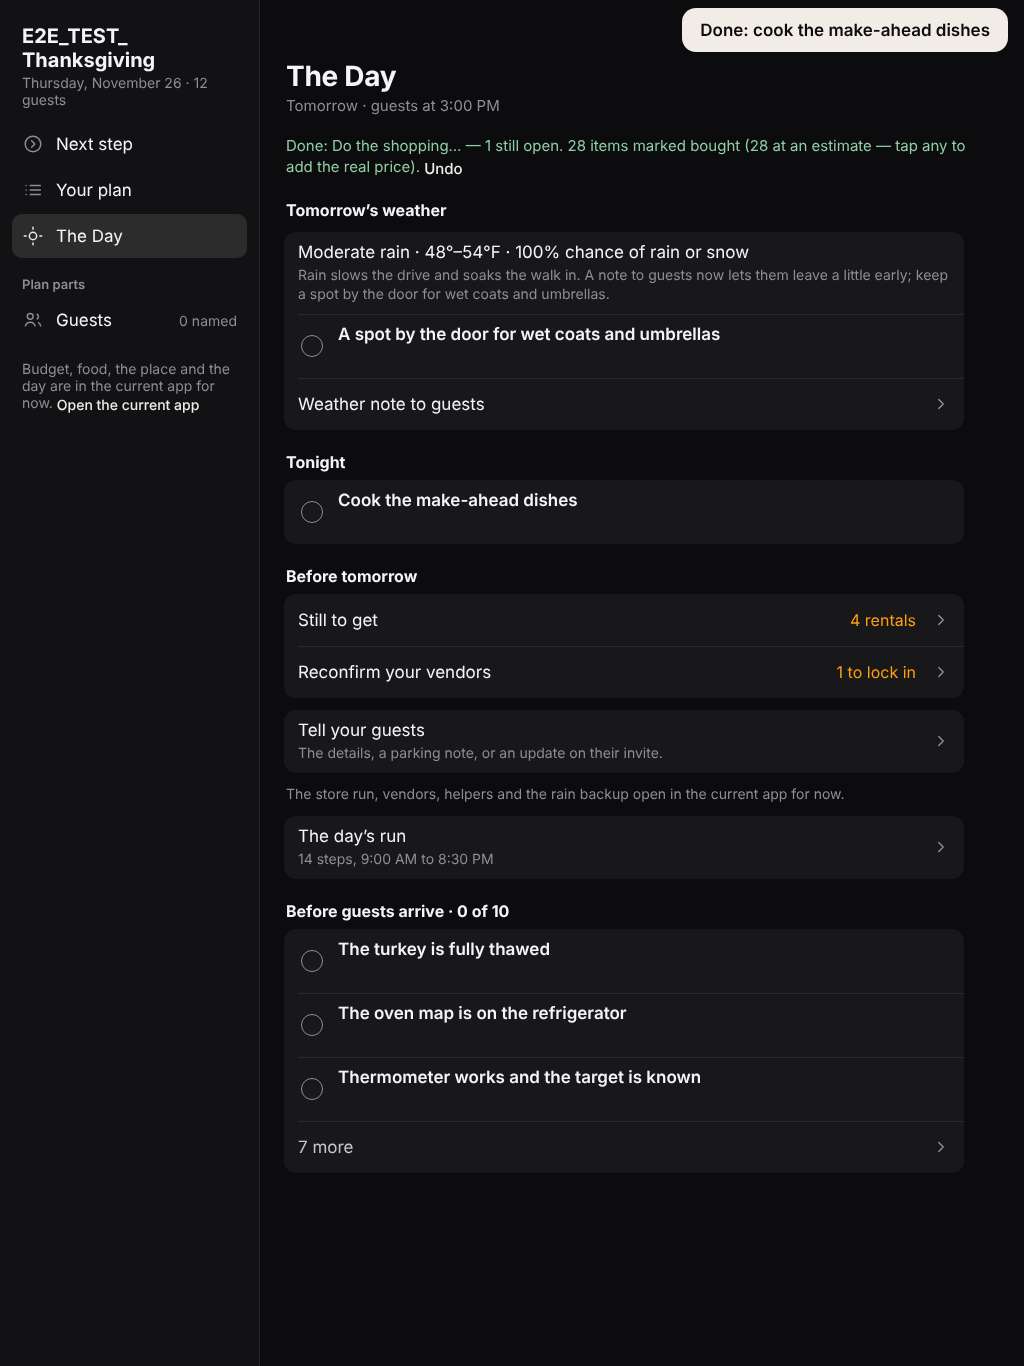 E2E_TEST_
Thanksgiving
Thursday, November 26 · 12
guests
Next step
Your plan
The Day
Plan parts
Guests 0 named
Budget, food, the place and the
day are in the current app for
now. Open the current app
Done: cook the make-ahead dishes
The Day
Tomorrow · guests at 3:00 PM
Done: Do the shopping… — 1 still open. 28 items marked bought (28 at an estimate — tap any to
add the real price). Undo
Tomorrow’s weather
Moderate rain · 48°–54°F · 100% chance of rain or snow
Rain slows the drive and soaks the walk in. A note to guests now lets them leave a little early; keep
a spot by the door for wet coats and umbrellas.
A spot by the door for wet coats and umbrellas
Weather note to guests
Tonight
Cook the make-ahead dishes
Before tomorrow
Still to get 4 rentals
Reconfirm your vendors 1 to lock in
Tell your guests
The details, a parking note, or an update on their invite.
The store run, vendors, helpers and the rain backup open in the current app for now.
The day’s run
14 steps, 9:00 AM to 8:30 PM
Before guests arrive · 0 of 10
The turkey is fully thawed
The oven map is on the refrigerator
Thermometer works and the target is known
7 more